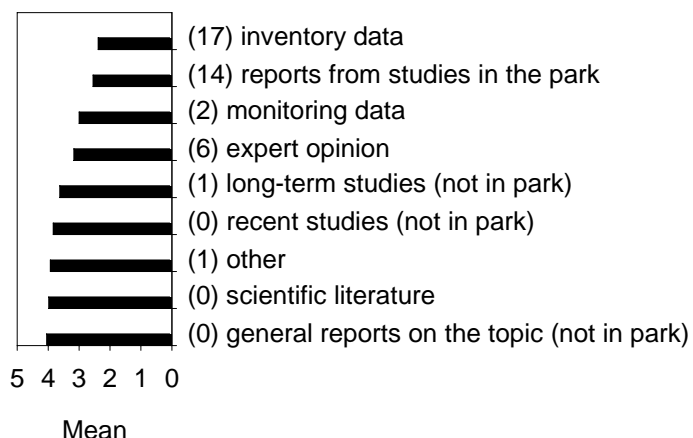 (17) inventory data
(14) reports from studies in the park
(2) monitoring data
(6) expert opinion
(1) long-term studies (not in park)
(0) recent studies (not in park)
(1) other
(0) scientific literature
(0) general reports on the topic (not in park)
5 4 3 2 1 0
Mean